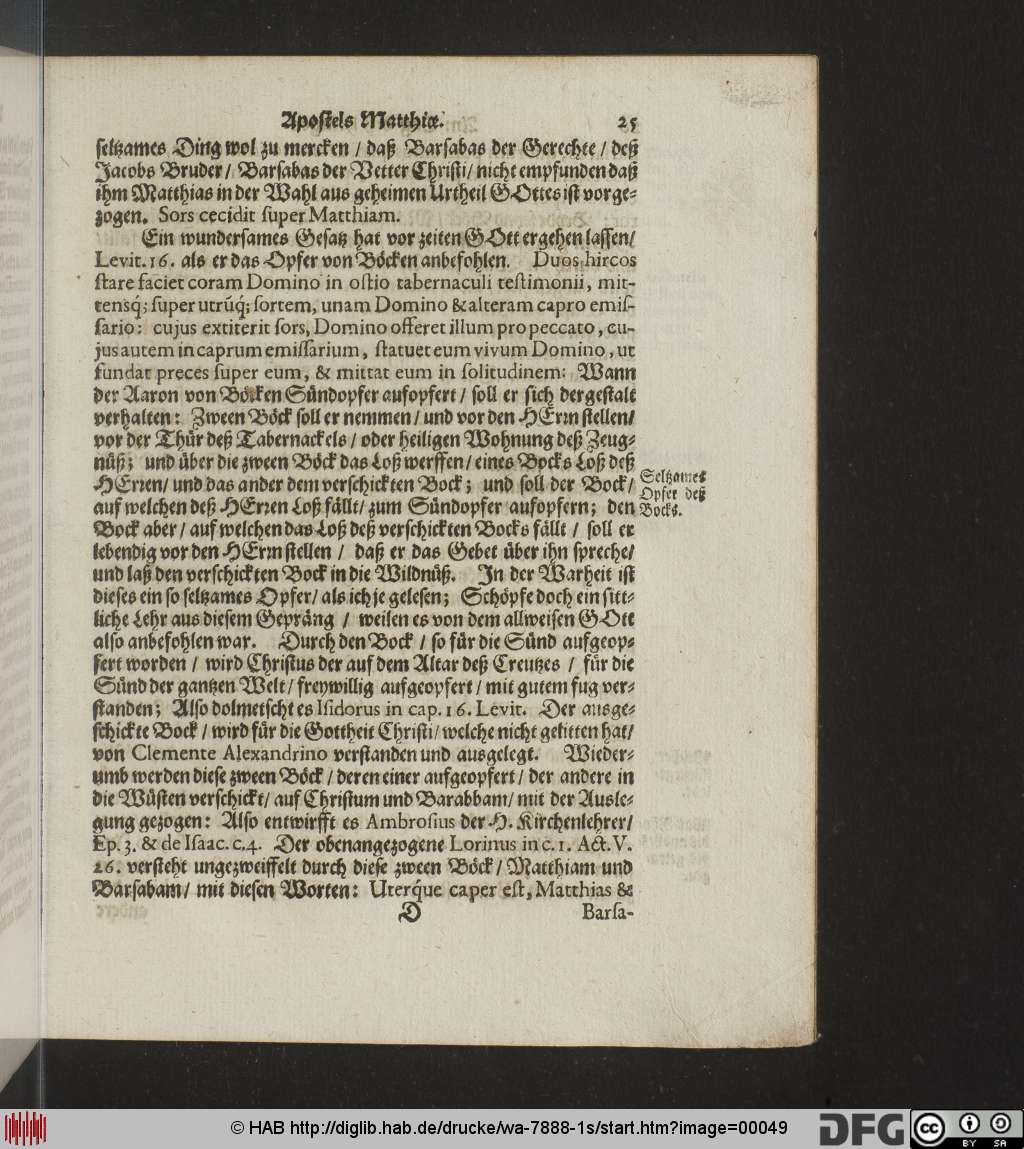 Apostels Matthiæ. 25
seltzames Ding wol zu mercken / daß Barsabas der Gerechte / deß
Jacobs Bruder / Barsabas der Vetter Christi / nicht empfunden daß
ihm Matthias in der Wahl aus geheimen Urtheil GOttes ist vorge-
zogen. Sors cecidit ſuper Matthiam.
Ein wundersames Gesatz hat vor zeiten GOtt ergehen lassen /
Levit. 16. als er das Opfer von Böcken anbefohlen. Duos hircos
ſtare faciet coram Domino in oſtio tabernaculi teſtimonii, mit-
tensq́; ſuper utrūq́; ſortem, unam Domino & alteram capro emiſ-
ſario: cujus extiterit ſors, Domino offeret illum pro peccato, cu-
jus autem in caprum emiſſarium, ſtatuet eum vivum Domino, ut
fundat preces ſuper eum, & mittat eum in ſolitudinem: Wann
der Aaron von Böcken Sündopfer aufopfert / soll er sich dergestalt
verhalten: Zween Böck soll er nemmen / und vor den HErrn stellen /
vor der Thür deß Tabernackels / oder heiligen Wohnung deß Zeug-
nüß; und über die zween Böck das Loß werffen / eines Bocks Loß deß
HErren / und das ander dem verschickten Bock; und soll der Bock /
auf welchen deß HErren Loß fällt / zum Sündopfer aufopfern; den
Bock aber / auf welchen das Loß deß verschickten Bocks fällt / soll er
lebendig vor den HErrn stellen / daß er das Gebet über ihn spreche /
und laß den verschickten Bock in die Wildnüß. In der Warheit ist
dieses ein so seltzames Opfer / als ich je gelesen; Schöpfe doch ein sitt-
liche Lehr aus diesem Gepräng / weilen es von dem allweisen GOtt
also anbefohlen war. Durch den Bock / so für die Sünd aufgeop-
fert worden / wird Christus der auf dem Altar deß Creutzes / für die
Sünd der gantzen Welt / freywillig aufgeopfert / mit gutem fug ver-
standen; Also dolmetscht es Iſidorus in cap. 16. Levit. Der ausge-
schickte Bock / wird für die Gottheit Christi / welche nicht gelitten hat /
von Clemente Alexandrino verstanden und ausgelegt. Wieder-
umb werden diese zween Böck / deren einer aufgeopfert / der andere in
die Wüsten verschickt / auf Christum und Barabbam / mit der Ausle-
gung gezogen: Also entwirfft es Ambroſius der H. Kirchenlehrer /
Ep. 3. & de Iſaac. c. 4. Der obenangezogene Lorinus in c. 1. Act. V.
26. versteht ungezweiffelt durch diese zween Böck / Matthiam und
Barsabam / mit diesen Worten: Uterq́ue caper eſt, Matthias &
D Barſa-
Seltzames
Opfer deß
Bocks.
© HAB http://diglib.hab.de/drucke/wa-7888-1s/start.htm?image=00049
DFG
cc BY SA